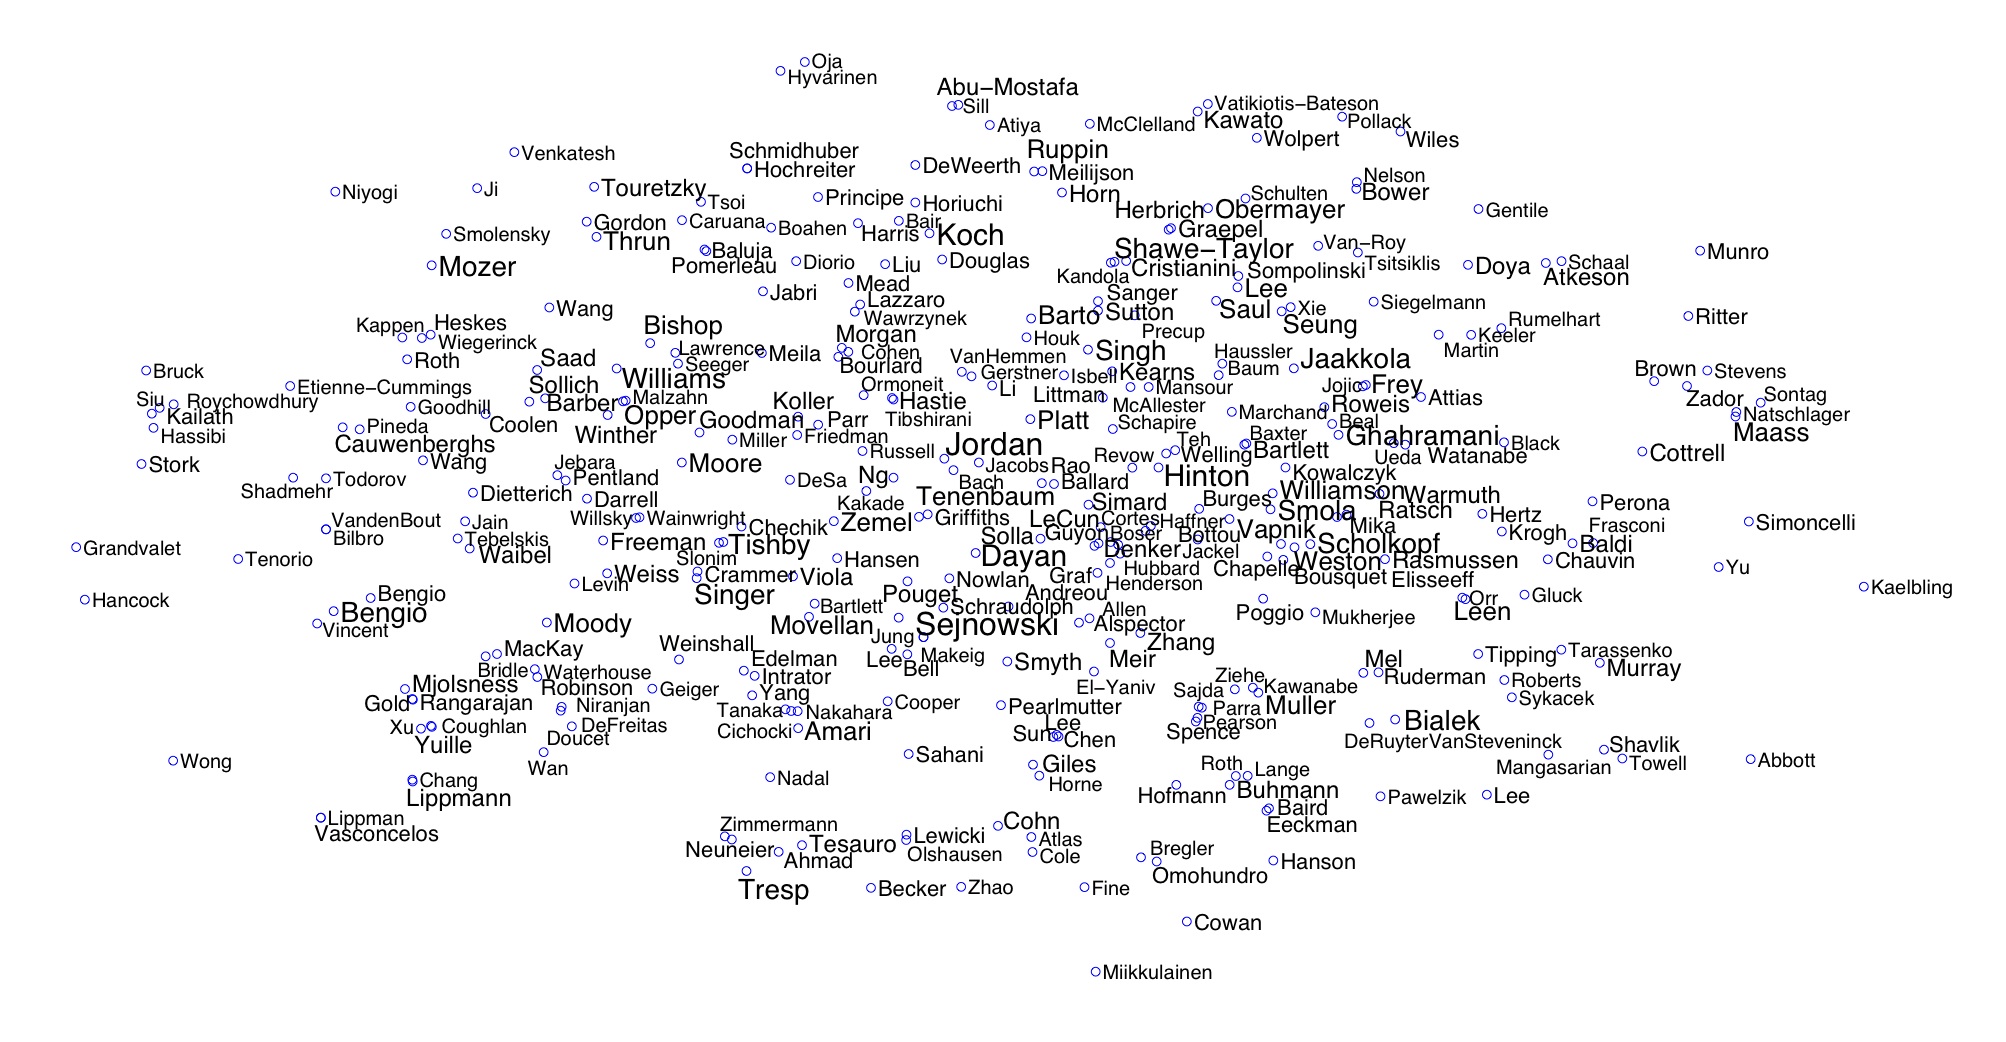 Oja
Hyvarinen
Abu−Mostafa
Sill
Vatikiotis−Bateson
Kawato
Pollack
Atiya
McClelland
Wolpert
Wiles
Venkatesh
Schmidhuber
Hochreiter
Ruppin
DeWeerth
Meilijson
Niyogi
Ji
Touretzky
Tsoi
Principe
Horiuchi
Horn
Nelson
Bower
Schulten
Herbrich
Obermayer
Gentile
Smolensky
Gordon
Thrun
Caruana
Boahen
Harris
Bair
Koch
Graepel
Mozer
Baluja
Pomerleau
Diorio
Liu
Douglas
Shawe−Taylor
Kandola
Cristianini
Van−Roy
Tsitsiklis
Sompolinski
Lee
Doya
Schaal
Atkeson
Munro
Jabri
Mead
Lazzaro
Wawrzynek
Sanger
Saul
Xie
Seung
Siegelmann
Wang
Kappen
Heskes
Wiegerinck
Bishop
Morgan
Barto
Sutton
Precup
Rumelhart
Keeler
Martin
Ritter
Roth
Saad
Lawrence
Seeger
Meila
Cohen
Bourlard
Houk
VanHemmen
Gerstner
Singh
Haussler
Baum
Jaakkola
Bruck
Siu
Roychowdhury
Kailath
Hassibi
Etienne−Cummings
Goodhill
Sollich
Barber
Williams
Malzahn
Opper
Koller
Ormoneit
Hastie
Tibshirani
Li
Isbell
Littman
Kearns
Mansour
McAllester
Jojic
Frey
Roweis
Attias
Brown
Stevens
Zador
Sontag
Natschlager
Maass
Pineda
Cauwenberghs
Coolen
Winther
Goodman
Miller
Friedman
Parr
Platt
Schapire
Marchand
Beal
Stork
Wang
Jebara
Pentland
Moore
Russell
Jordan
Jacobs
Rao
Revow
Teh
Welling
Baxter
Bartlett
Ghahramani
Ueda
Watanabe
Black
Cottrell
Shadmehr
Todorov
Dietterich
Darrell
DeSa
Ng
Kakade
Bach
Ballard
Hinton
Kowalczyk
Williamson
Warmuth
VandenBout
Bilbro
Jain
Tebelskis
Waibel
Willsky
Wainwright
Chechik
Zemel
Tenenbaum
Griffiths
Simard
Burges
Smola
Ratsch
Mika
Hertz
Perona
Frasconi
Simoncelli
Grandvalet
Tenorio
Freeman
Slonim
Tishby
Hansen
Solla
LeCun
Guyon
Cortes
Boser
Haffner
Bottou
Vapnik
Denker
Jackel
Scholkopf
Krogh
Baldi
Chauvin
Hancock
Bengio
Bengio
Vincent
Levin
Weiss
Crammer
Singer
Viola
Dayan
Nowlan
Graf
Hubbard
Henderson
Chapelle
Weston
Bousquet
Elisseeff
Rasmussen
Yu
Kaelbling
Moody
Bartlett
Movellan
Pouget
Schraudolph
Andreou
Sejnowski
Jung
Allen
Alspector
Poggio
Mukherjee
Orr
Leen
Gluck
MacKay
Bridle
Waterhouse
Robinson
Weinshall
Edelman
Intrator
Lee
Bell
Makeig
Smyth
Meir
Zhang
El−Yaniv
Mel
Ruderman
Tipping
Tarassenko
Murray
Mjolsness
Gold
Rangarajan
Niranjan
Geiger
Yang
Tanaka
Nakahara
Cichocki
Amari
Cooper
Pearlmutter
Ziehe
Sajda
Kawanabe
Parra
Muller
Pearson
Spence
Roberts
Sykacek
Xu
Coughlan
Yuille
DeFreitas
Doucet
Wan
Lee
Sun
Chen
Bialek
DeRuyterVanSteveninck
Wong
Sahani
Giles
Horne
Shavlik
Mangasarian
Towell
Abbott
Chang
Lippmann
Nadal
Roth
Lange
Hofmann
Buhmann
Baird
Eeckman
Pawelzik
Lee
Lippman
Vasconcelos
Zimmermann
Neuneier
Tesauro
Ahmad
Lewicki
Olshausen
Cohn
Atlas
Cole
Bregler
Omohundro
Hanson
Tresp
Becker
Zhao
Fine
Cowan
Miikkulainen